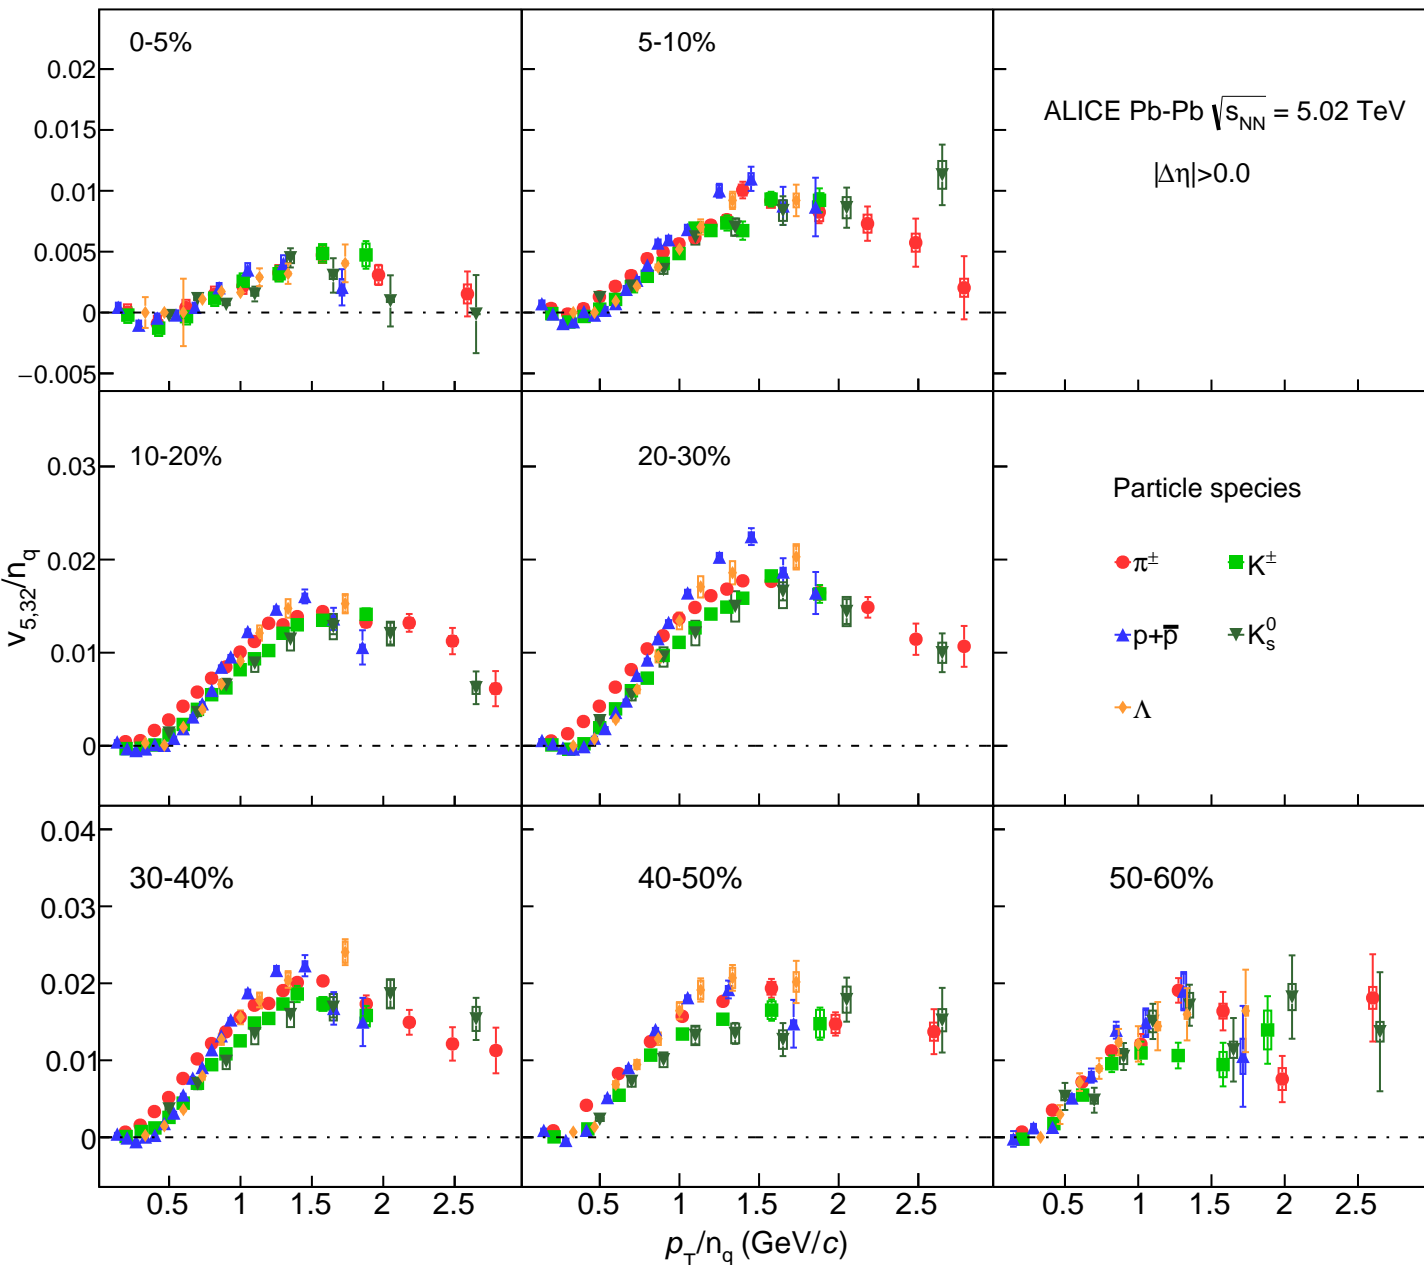 0-5%
5-10%
ALICE Pb-Pb √sNN = 5.02 TeV
|Δη|>0.0
0.02
0.015
0.01
0.005
0
−0.005
10-20%
20-30%
Particle species
π±
K±
p+p̅
K0s
Λ
0.03
0.02
0.01
0
v5,32/nq
30-40%
40-50%
50-60%
0.04
0.03
0.02
0.01
0
0.5 1 1.5 2 2.5 0.5 1 1.5 2 2.5 0.5 1 1.5 2 2.5
pT/nq (GeV/c)